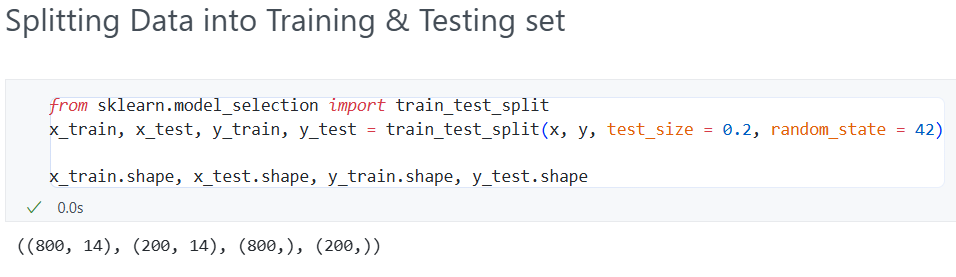 Splitting Data into Training & Testing set
from sklearn.model_selection import train_test_split
x_train, x_test, y_train, y_test = train_test_split(x, y, test_size = 0.2, random_state = 42)
x_train.shape, x_test.shape, y_train.shape, y_test.shape
✓ 0.0s
((800, 14), (200, 14), (800,), (200,))